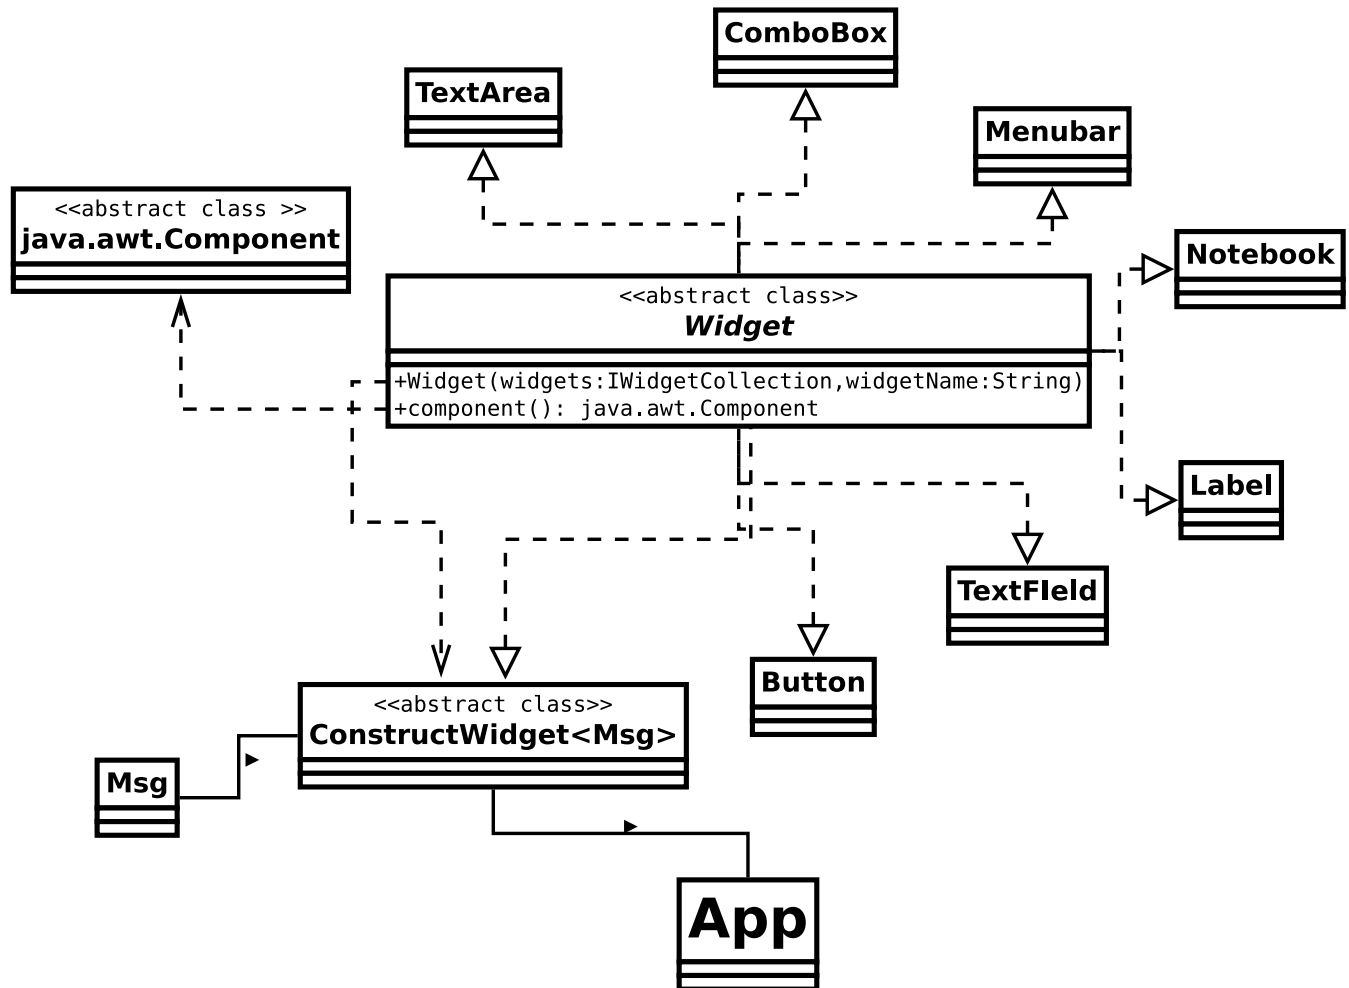 ComboBox
TextArea
Menubar
<<abstract class >>
java.awt.Component
Notebook
<<abstract class>>
Widget
+Widget(widgets:IWidgetCollection,widgetName:String)
+component(): java.awt.Component
Label
TextFIeld
Button
<<abstract class>>
ConstructWidget<Msg>
Msg
App